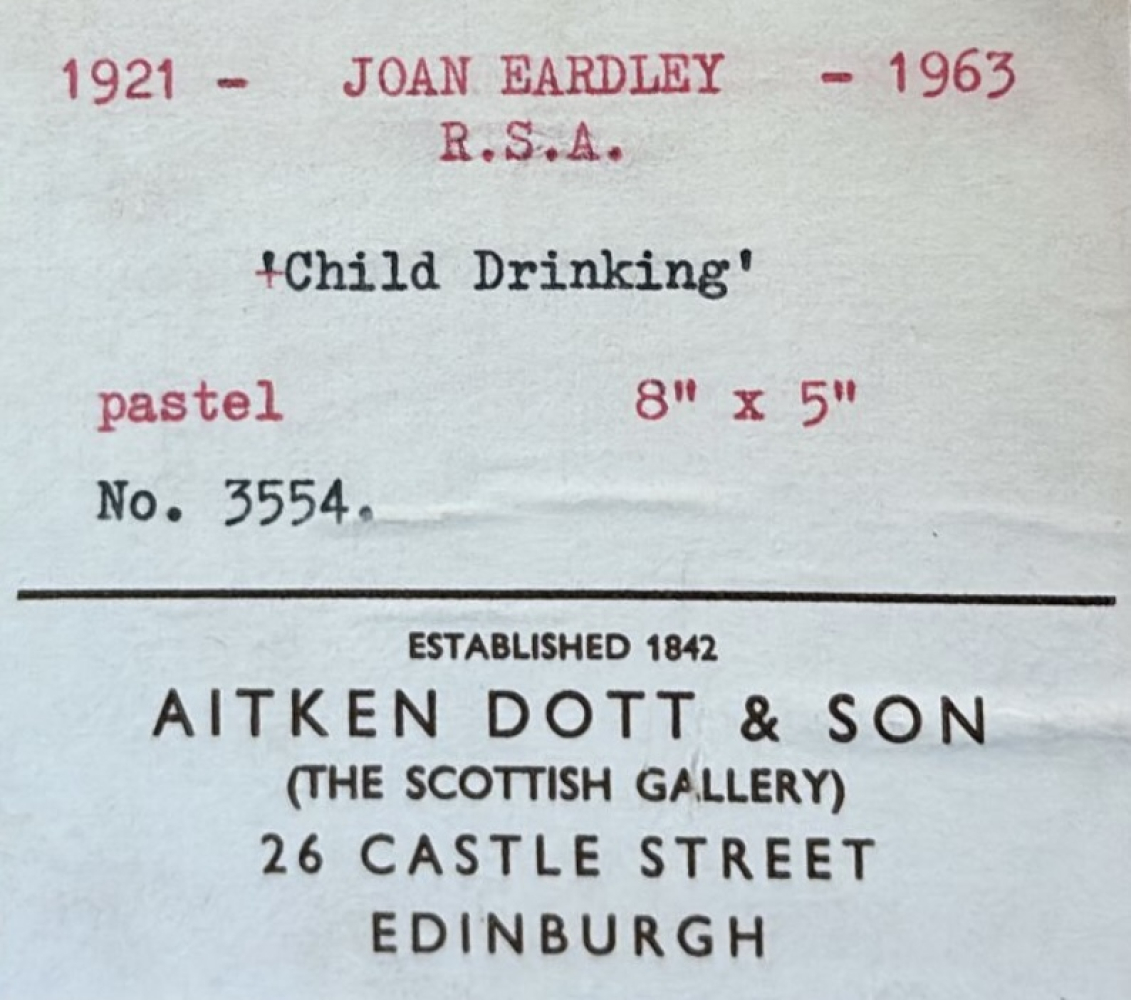 1921 - JOAN EARDLEY - 1963
R.S.A.
'Child Drinking'
pastel 8" x 5"
No. 3554.
ESTABLISHED 1842
AITKEN DOTT & SON
(THE SCOTTISH GALLERY)
26 CASTLE STREET
EDINBURGH